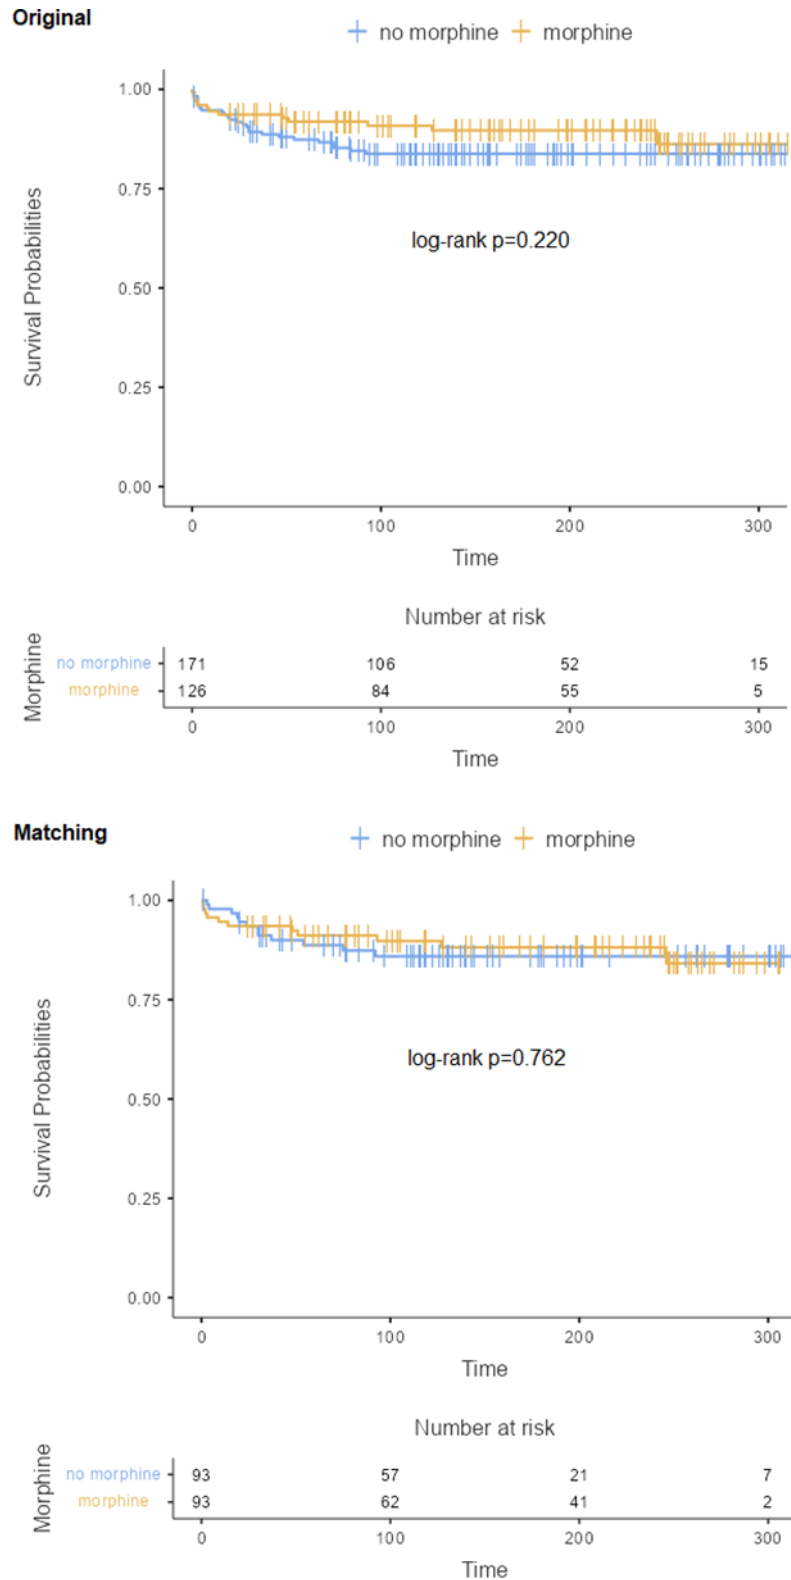 Original
no morphine morphine
1.00
0.75
0.50
0.25
0.00
Survival Probabilities
log-rank p=0.220
0 100 200 300
Time
Number at risk
Morphine
no morphine 171 106 52 15
morphine 126 84 55 5
0 100 200 300
Time
Matching
no morphine morphine
1.00
0.75
0.50
0.25
0.00
Survival Probabilities
log-rank p=0.762
0 100 200 300
Time
Number at risk
Morphine
no morphine 93 57 21 7
morphine 93 62 41 2
0 100 200 300
Time